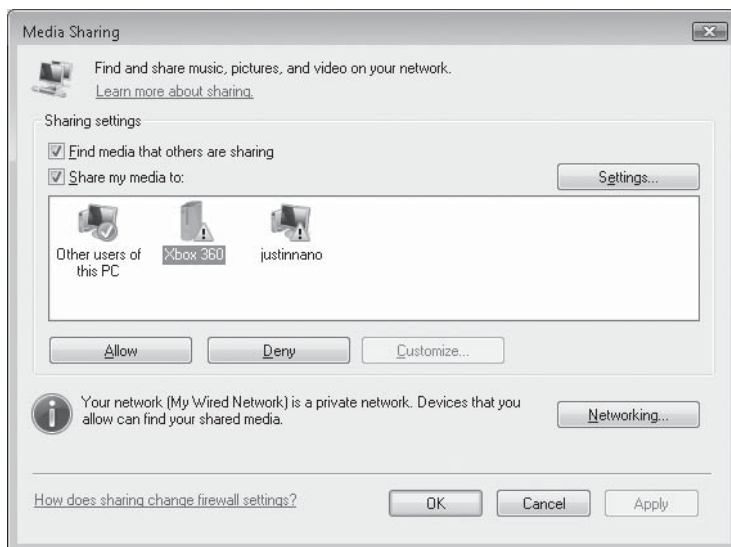 Media Sharing
Find and share music, pictures, and video on your network.
Learn more about sharing.
Sharing settings
Find media that others are sharing
Share my media to:
Settings...
Other users of
this PC
Xbox 360
justinnano
Allow
Deny
Customize...
Your network (My Wired Network) is a private network. Devices that you
allow can find your shared media.
Networking...
How does sharing change firewall settings?
OK
Cancel
Apply